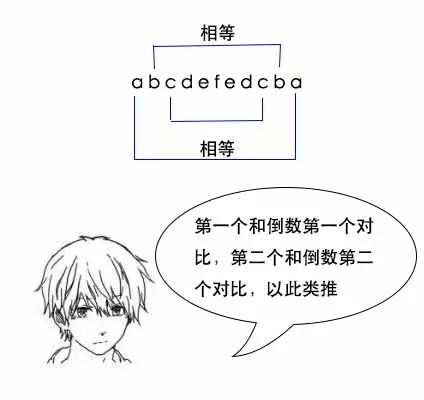 相等
abcdefedcba
相等
第一个和倒数第一个对
比，第二个和倒数第二
个对比，以此类推